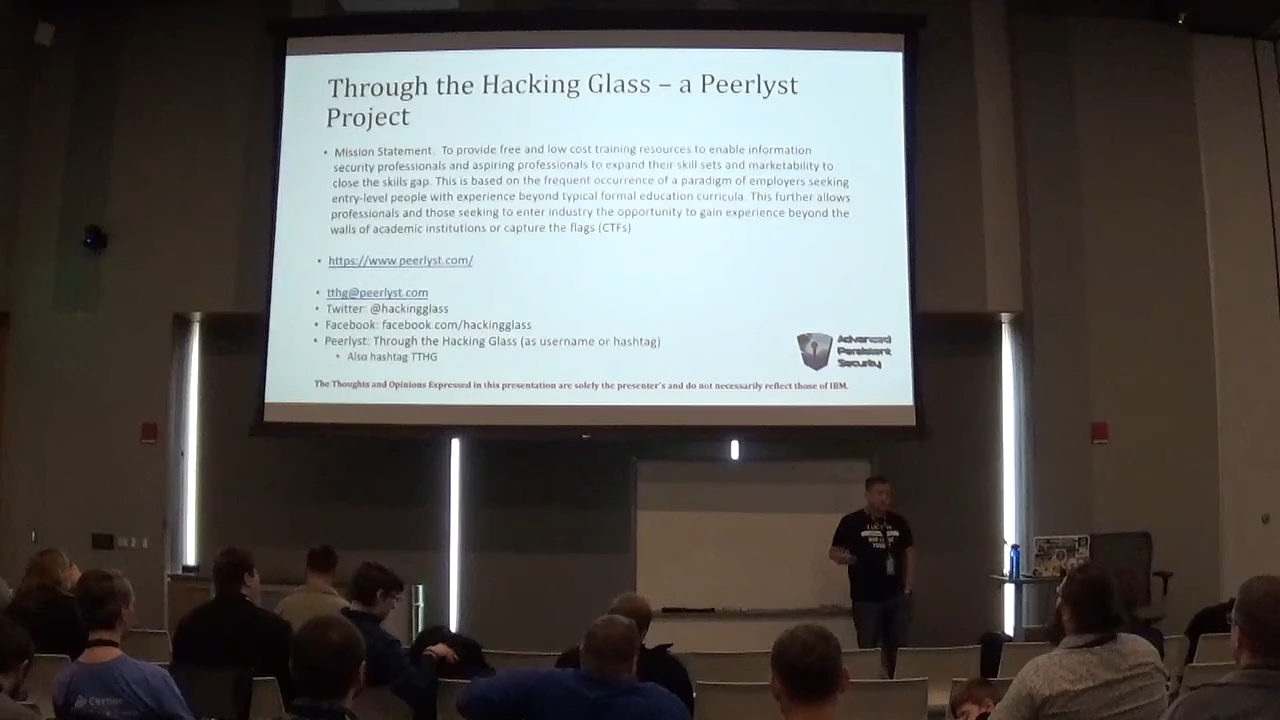 Through the Hacking Glass – a Peerlyst
Project
• Mission Statement. To provide free and low cost training resources to enable information
security professionals and aspiring professionals to expand their skill sets and marketability to
close the skills gap. This is based on the frequent occurrence of a paradigm of employers seeking
entry-level people with experience beyond typical formal education curricula. This further allows
professionals and those seeking to enter industry the opportunity to gain experience beyond the
walls of academic institutions or capture the flags (CTFs)
• https://www.peerlyst.com/
• tthg@peerlyst.com
• Twitter: @hackingglass
• Facebook: facebook.com/hackingglass
• Peerlyst: Through the Hacking Glass (as username or hashtag)
• Also hashtag TTHG
Advanced
Persistent
Security
The Thoughts and Opinions Expressed in this presentation are solely the presenter's and do not necessarily reflect those of IBM.
Cerner